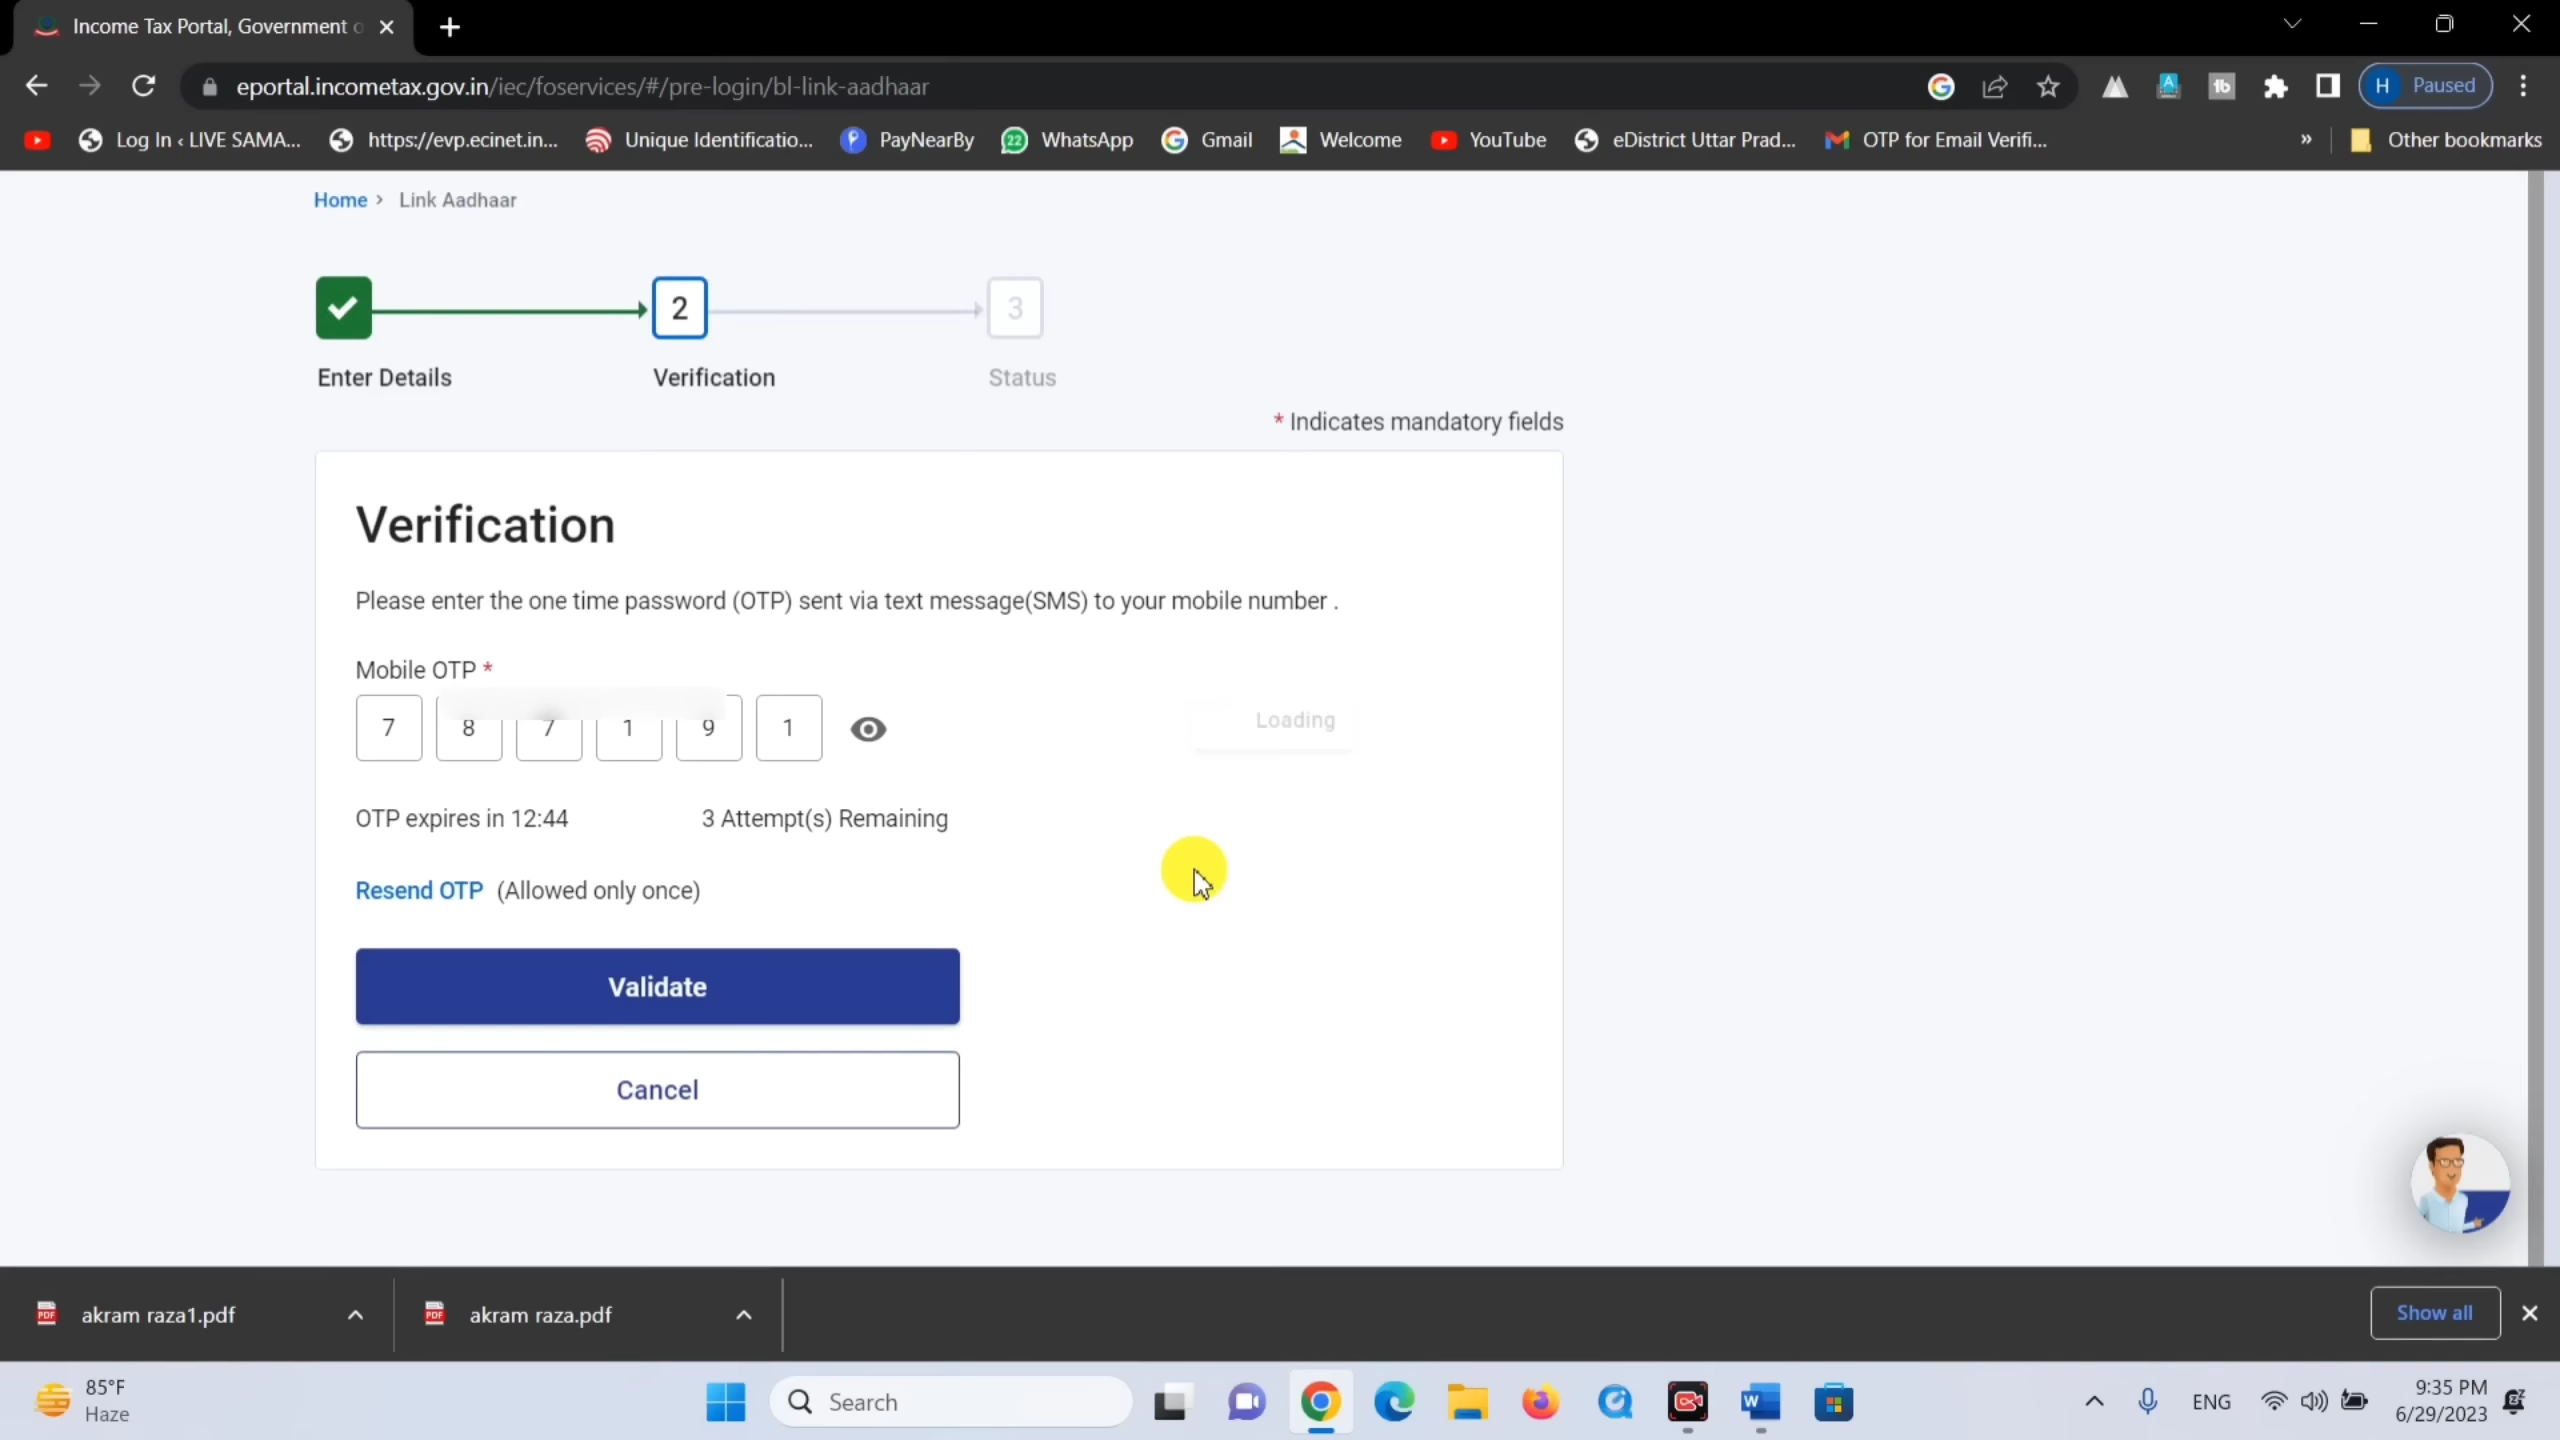 Income Tax Portal, Government o
eportal.incometax.gov.in/iec/foservices/#/pre-login/bl-link-aadhaar
H Paused
Log In ‹ LIVE SAMA...
https://evp.ecinet.in...
Unique Identificatio...
PayNearBy
22 WhatsApp
Gmail
Welcome
YouTube
eDistrict Uttar Prad...
OTP for Email Verifi...
»
Other bookmarks
Home › Link Aadhaar
2
3
Enter Details
Verification
Status
* Indicates mandatory fields
Verification
Please enter the one time password (OTP) sent via text message(SMS) to your mobile number .
Mobile OTP *
7 8 7 1 9 1
Loading
OTP expires in 12:44
3 Attempt(s) Remaining
Resend OTP (Allowed only once)
Validate
Cancel
PDF akram raza1.pdf
PDF akram raza.pdf
Show all
85°F
Haze
Search
W
ENG
9:35 PM
6/29/2023